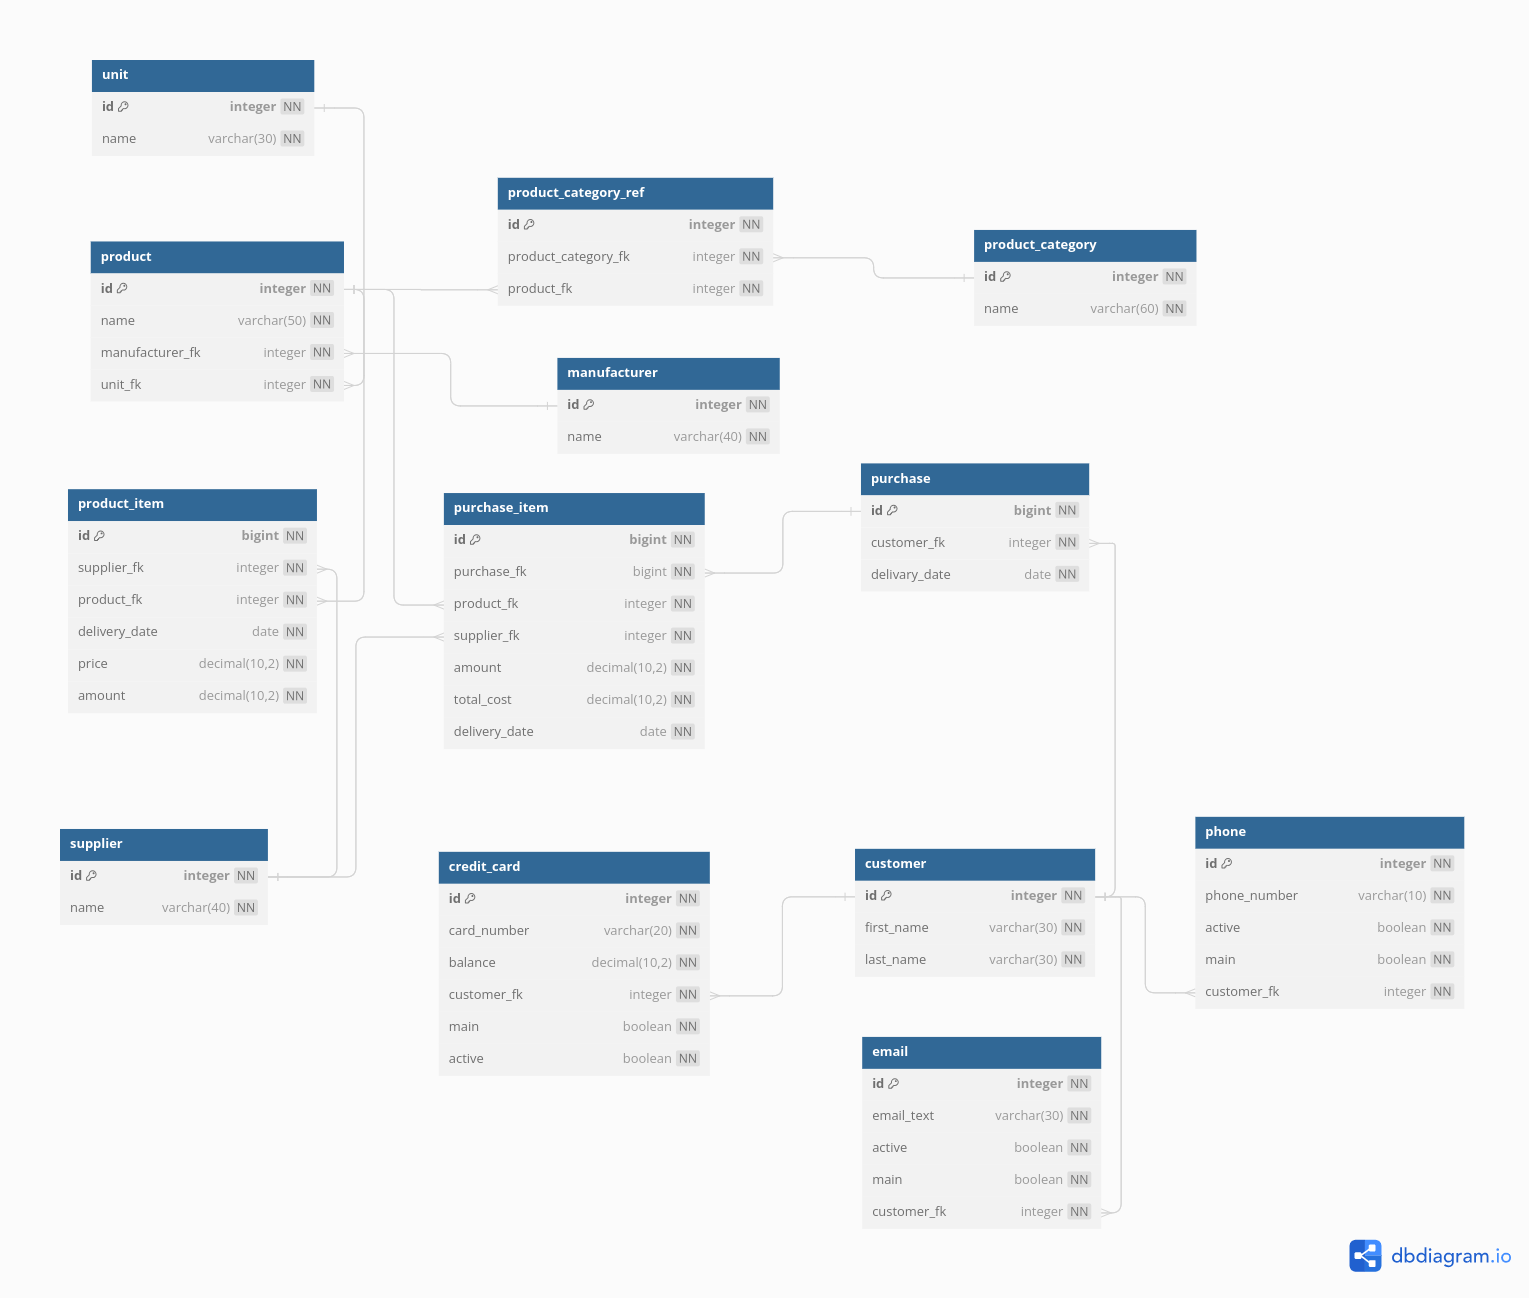 unit
id integer NN
name varchar(30) NN
product
id integer NN
name varchar(50) NN
manufacturer_fk integer NN
unit_fk integer NN
product_category_ref
id integer NN
product_category_fk integer NN
product_fk integer NN
product_category
id integer NN
name varchar(60) NN
manufacturer
id integer NN
name varchar(40) NN
product_item
id bigint NN
supplier_fk integer NN
product_fk integer NN
delivery_date date NN
price decimal(10,2) NN
amount decimal(10,2) NN
purchase_item
id bigint NN
purchase_fk bigint NN
product_fk integer NN
supplier_fk integer NN
amount decimal(10,2) NN
total_cost decimal(10,2) NN
delivery_date date NN
purchase
id bigint NN
customer_fk integer NN
delivary_date date NN
supplier
id integer NN
name varchar(40) NN
credit_card
id integer NN
card_number varchar(20) NN
balance decimal(10,2) NN
customer_fk integer NN
main boolean NN
active boolean NN
customer
id integer NN
first_name varchar(30) NN
last_name varchar(30) NN
phone
id integer NN
phone_number varchar(10) NN
active boolean NN
main boolean NN
customer_fk integer NN
email
id integer NN
email_text varchar(30) NN
active boolean NN
main boolean NN
customer_fk integer NN
dbdiagram.io